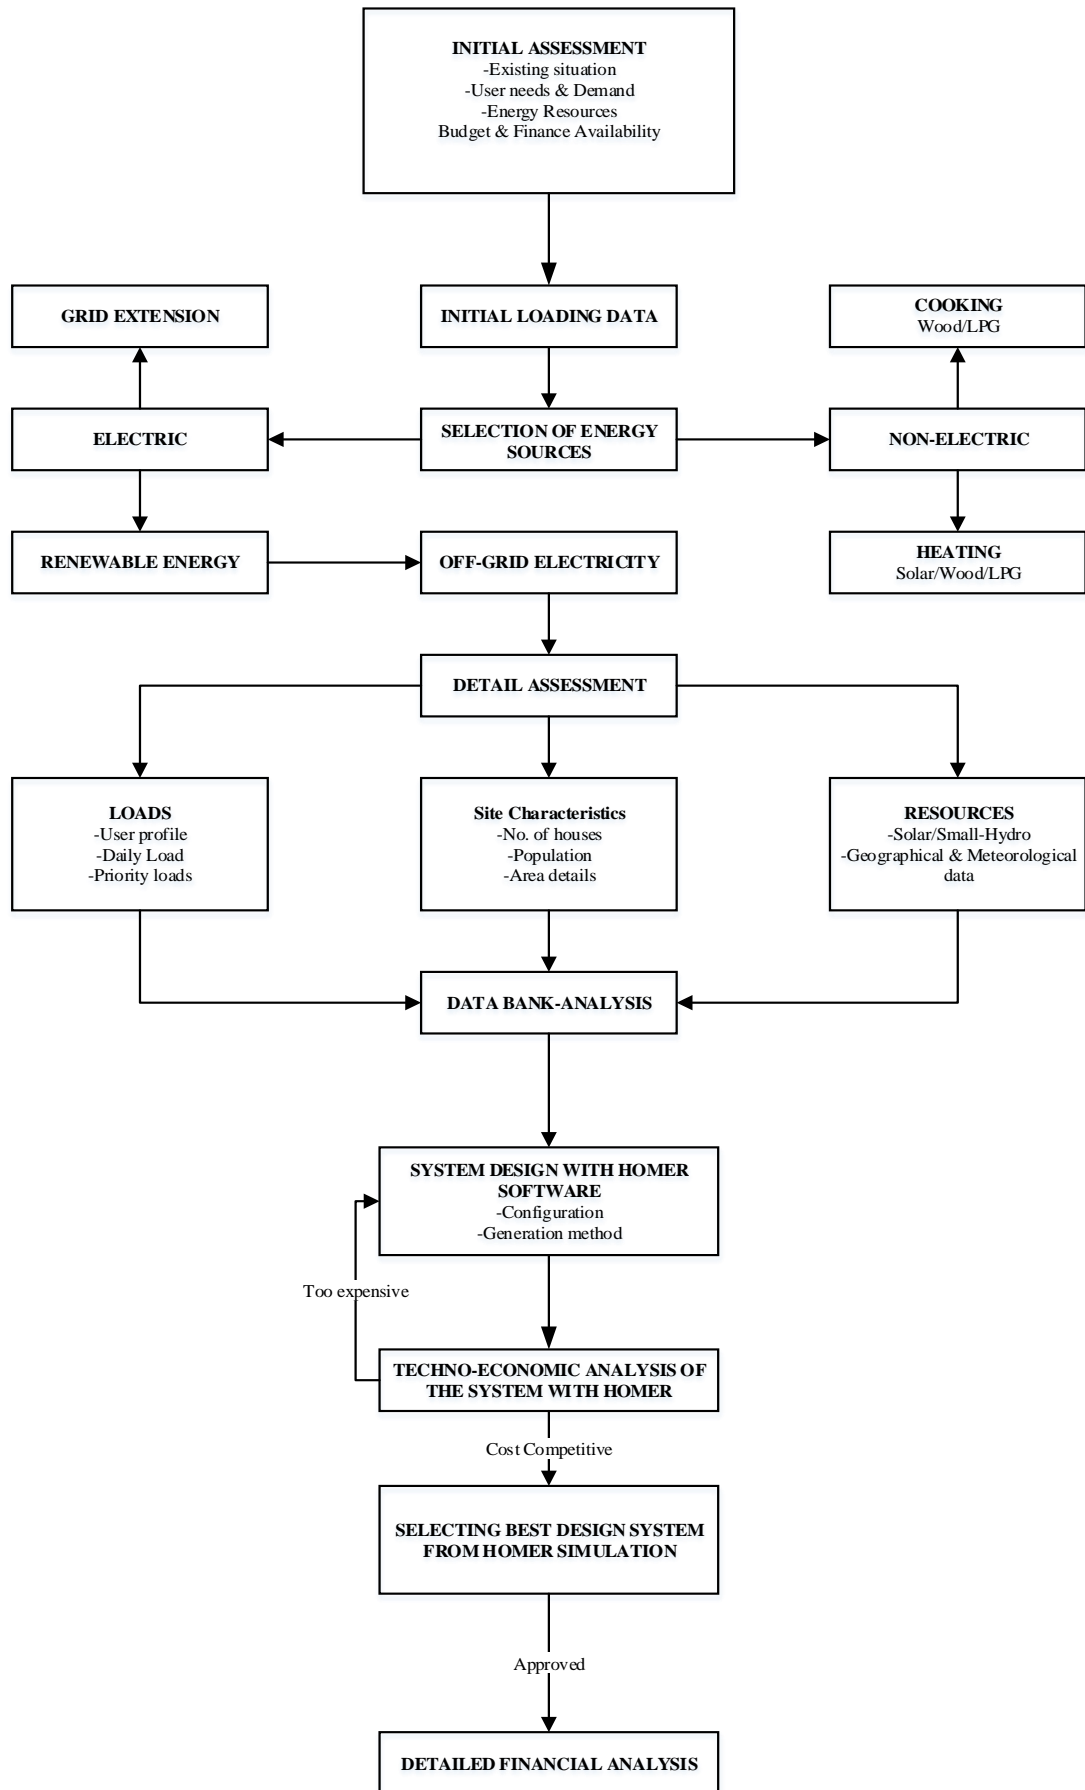 INITIAL ASSESSMENT
-Existing situation
-User needs & Demand
-Energy Resources
Budget & Finance Availability
GRID EXTENSION
INITIAL LOADING DATA
COOKING
Wood/LPG
ELECTRIC
SELECTION OF ENERGY
SOURCES
NON-ELECTRIC
RENEWABLE ENERGY
OFF-GRID ELECTRICITY
HEATING
Solar/Wood/LPG
DETAIL ASSESSMENT
LOADS
-User profile
-Daily Load
-Priority loads
Site Characteristics
-No. of houses
-Population
-Area details
RESOURCES
-Solar/Small-Hydro
-Geographical & Meteorological
data
DATA BANK-ANALYSIS
SYSTEM DESIGN WITH HOMER
SOFTWARE
-Configuration
-Generation method
Too expensive
TECHNO-ECONOMIC ANALYSIS OF
THE SYSTEM WITH HOMER
Cost Competitive
SELECTING BEST DESIGN SYSTEM
FROM HOMER SIMULATION
Approved
DETAILED FINANCIAL ANALYSIS